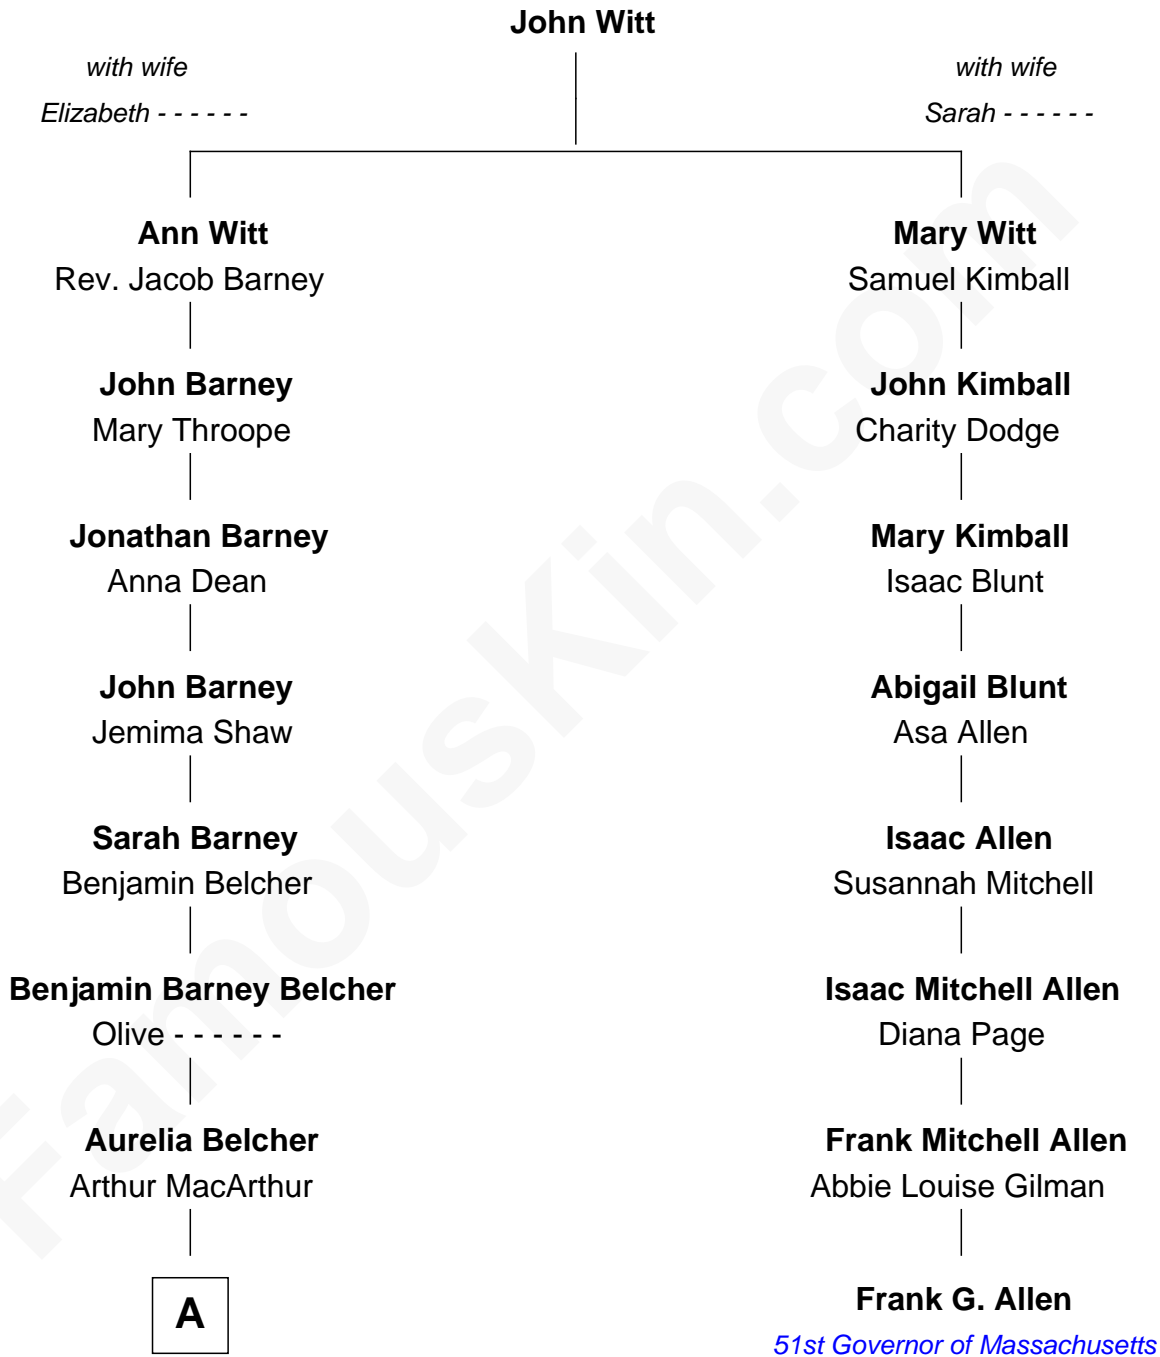 John Witt
with wife
Elizabeth - - - - - -
with wife
Sarah - - - - - -
Ann Witt
Rev. Jacob Barney
Mary Witt
Samuel Kimball
John Barney
Mary Throope
John Kimball
Charity Dodge
Jonathan Barney
Anna Dean
Mary Kimball
Isaac Blunt
John Barney
Jemima Shaw
Abigail Blunt
Asa Allen
Sarah Barney
Benjamin Belcher
Isaac Allen
Susannah Mitchell
Benjamin Barney Belcher
Olive - - - - - -
Isaac Mitchell Allen
Diana Page
Aurelia Belcher
Arthur MacArthur
Frank Mitchell Allen
Abbie Louise Gilman
A
Frank G. Allen
51st Governor of Massachusetts
FamousKin.com